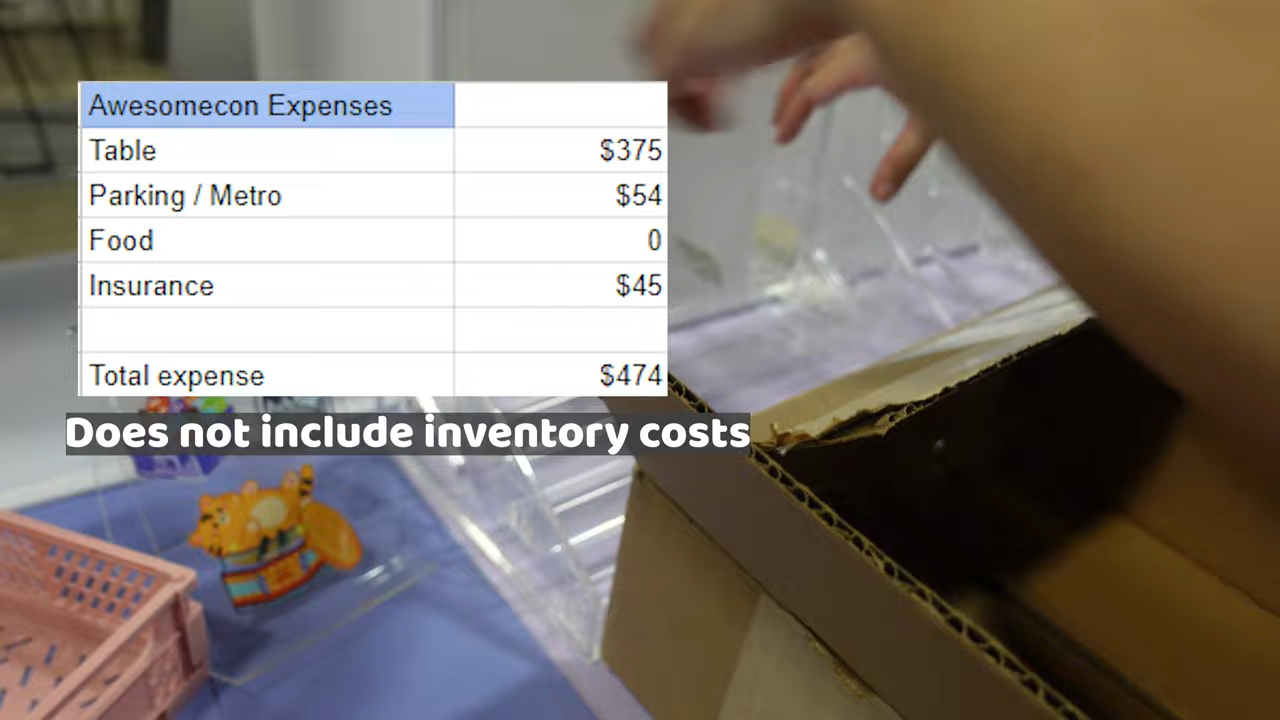 Awesomecon Expenses
Table $375
Parking / Metro $54
Food 0
Insurance $45
Total expense $474
Does not include inventory costs